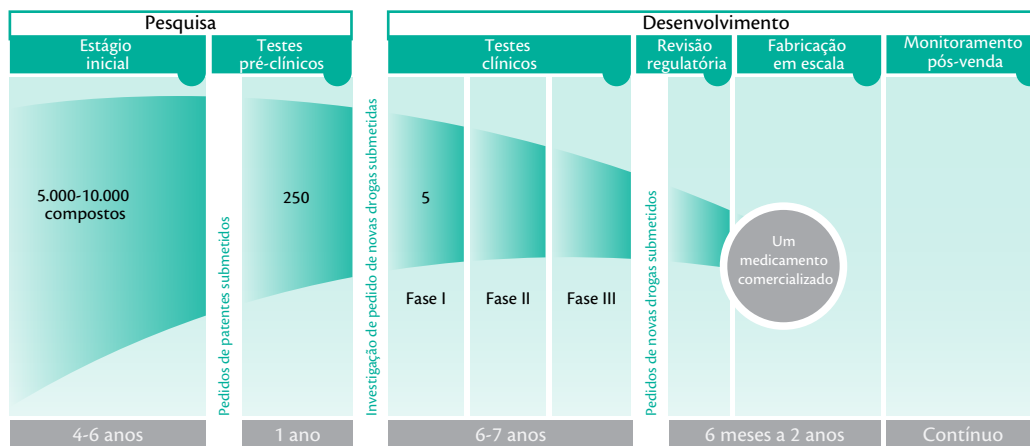 Pesquisa
Desenvolvimento
Estágio
inicial
Testes
pré-clínicos
Testes
clínicos
Revisão
regulatória
Fabricação
em escala
Monitoramento
pós-venda
5.000-10.000
compostos
Pedidos de patentes submetidos
250
Investigação de pedido de novas drogas submetidas
5
Fase I
Fase II
Fase III
Pedidos de novas drogas submetidos
Um
medicamento
comercializado
4-6 anos
1 ano
6-7 anos
6 meses a 2 anos
Contínuo